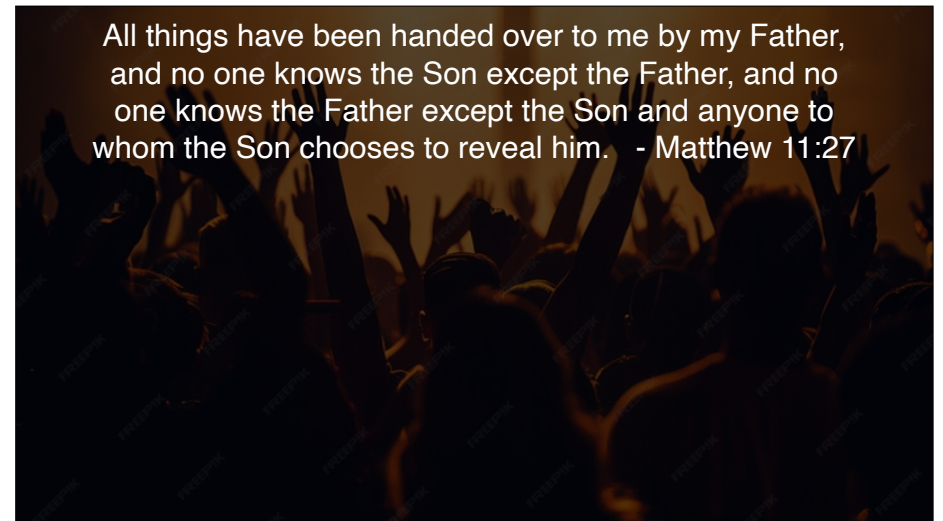 All things have been handed over to me by my Father,
and no one knows the Son except the Father, and no
one knows the Father except the Son and anyone to
whom the Son chooses to reveal him.   - Matthew 11:27
FREEPIK